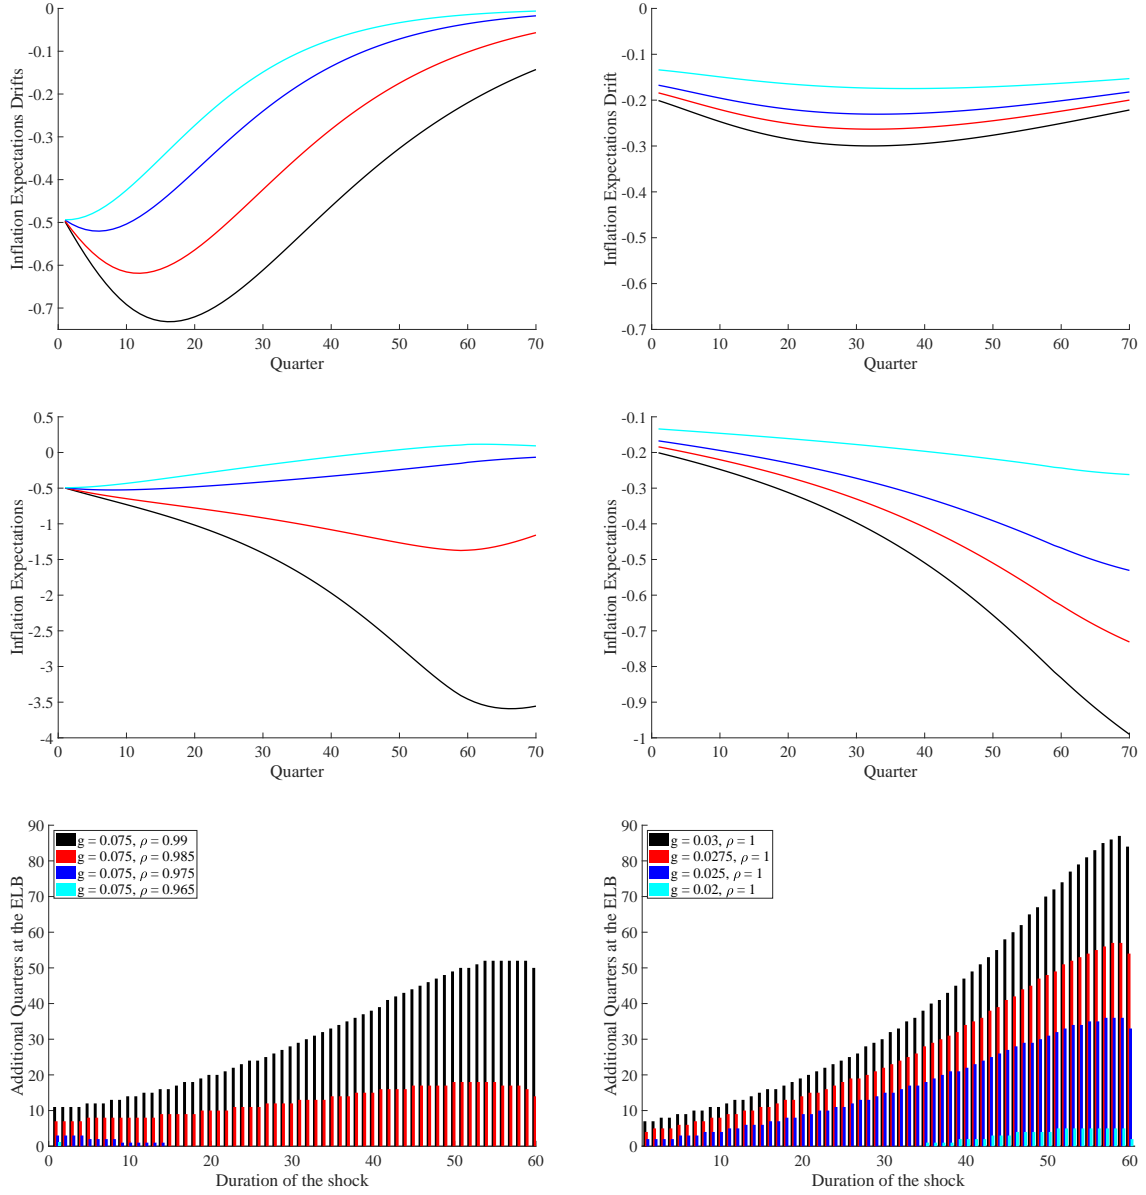 0
-0.1
-0.2
-0.3
-0.4
-0.5
-0.6
-0.7
Inflation Expectations Drifts
0 10 20 30 40 50 60 70
Quarter
0
-0.1
-0.2
-0.3
-0.4
-0.5
-0.6
-0.7
Inflation Expectations Drift
0 10 20 30 40 50 60 70
Quarter
0.5
0
-0.5
-1
-1.5
-2
-2.5
-3
-3.5
-4
Inflation Expectations
0 10 20 30 40 50 60 70
Quarter
-0.1
-0.2
-0.3
-0.4
-0.5
-0.6
-0.7
-0.8
-0.9
-1
Inflation Expectations
0 10 20 30 40 50 60 70
Quarter
90
80
70
60
50
40
30
20
10
0
Additional Quarters at the ELB
g = 0.075, ρ = 0.99
g = 0.075, ρ = 0.985
g = 0.075, ρ = 0.975
g = 0.075, ρ = 0.965
10 20 30 40 50 60
Duration of the shock
90
80
70
60
50
40
30
20
10
0
Additional Quarters at the ELB
g = 0.03, ρ = 1
g = 0.0275, ρ = 1
g = 0.025, ρ = 1
g = 0.02, ρ = 1
10 20 30 40 50 60
Duration of the shock